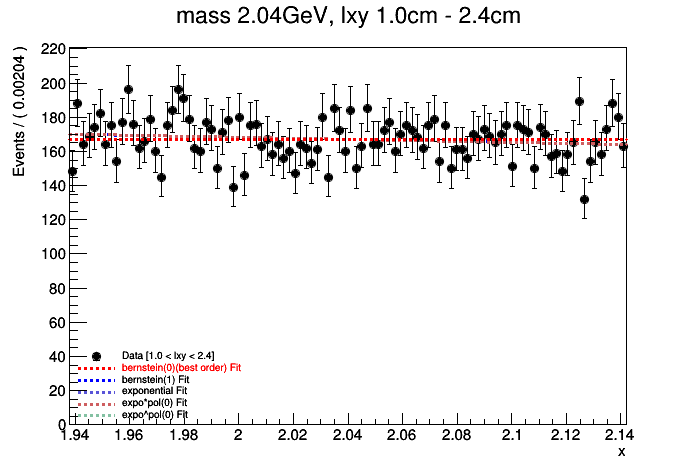 mass 2.04GeV, lxy 1.0cm - 2.4cm
Events / ( 0.00204 )
220
200
180
160
140
120
100
80
60
40
20
0
Data [1.0 < lxy < 2.4]
bernstein(0)(best order) Fit
bernstein(1) Fit
exponential Fit
expo*pol(0) Fit
expo^pol(0) Fit
1.94 1.96 1.98 2 2.02 2.04 2.06 2.08 2.1 2.12 2.14
x